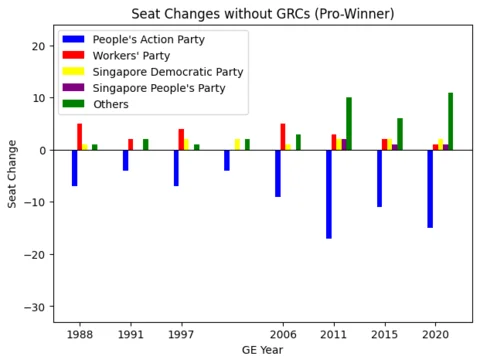 Seat Changes without GRCs (Pro-Winner)
People's Action Party
Workers' Party
Singapore Democratic Party
Singapore People's Party
Others
Seat Change
20
10
0
−10
−20
−30
1988 1991 1997 2006 2011 2015 2020
GE Year